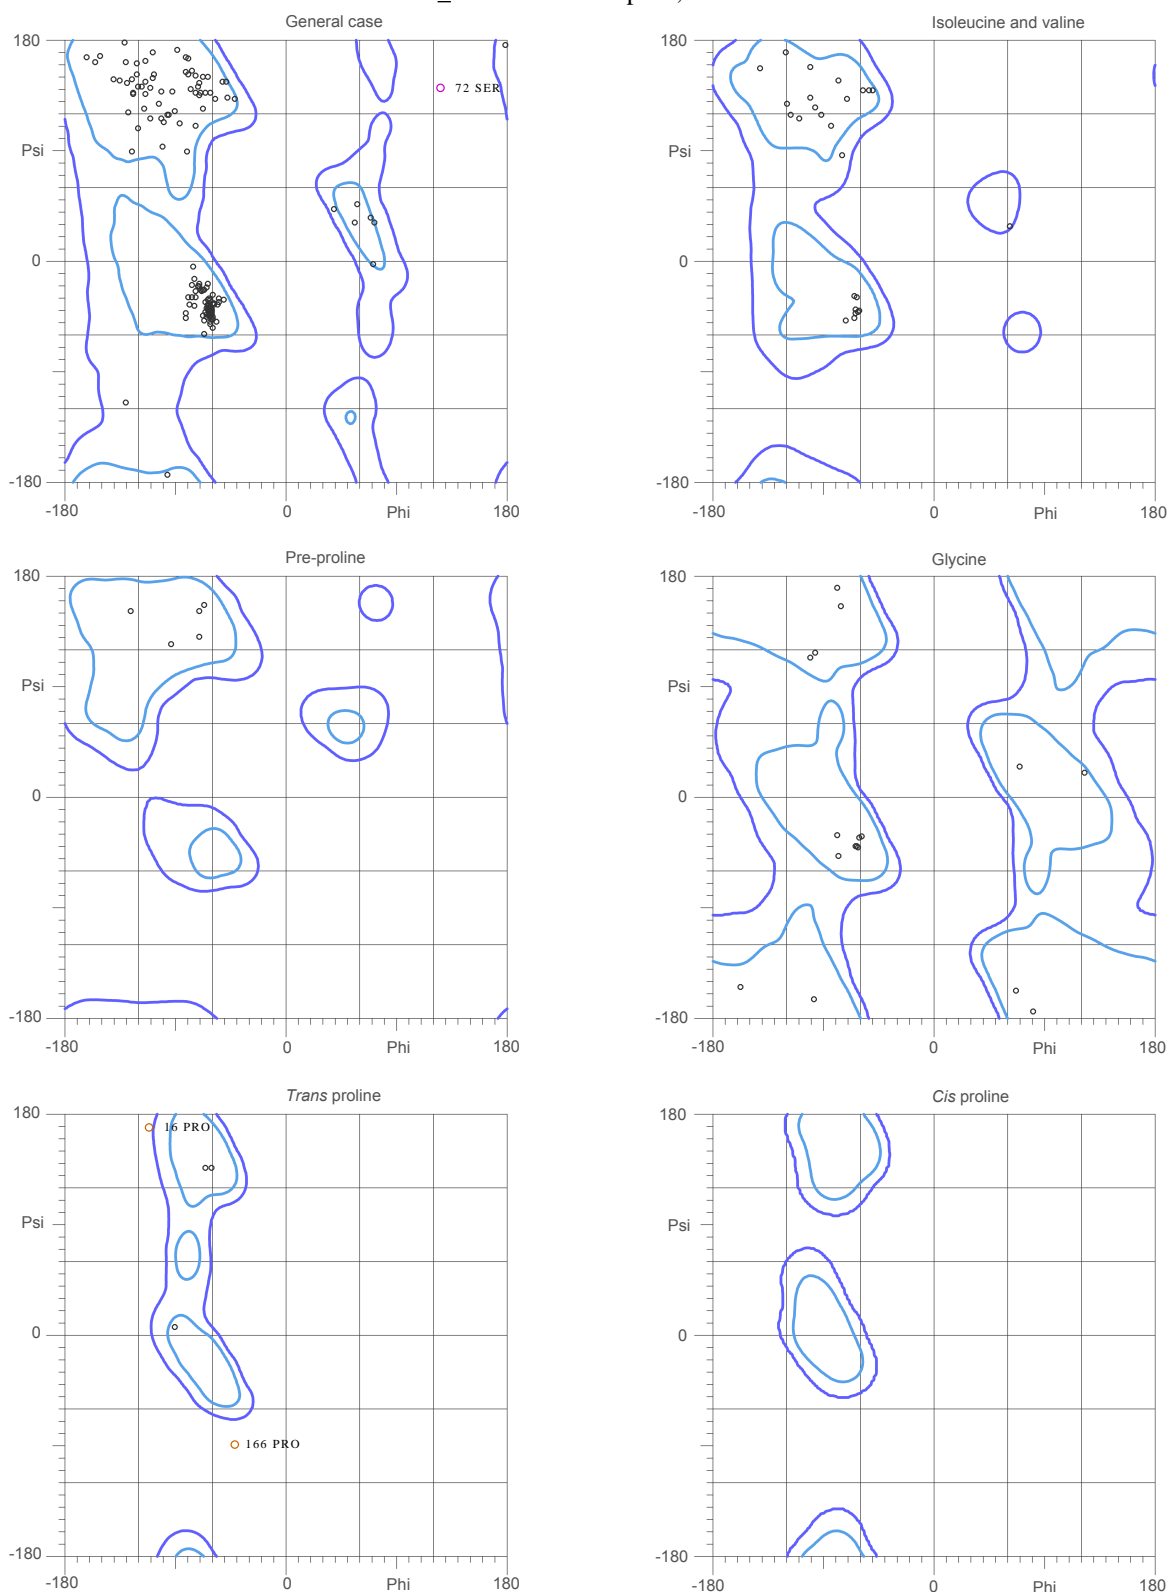 General case
Isoleucine and valine
180
72 SER
Psi
0
-180
-180
0
Phi
180
180
Psi
0
-180
-180
0
Phi
180
Pre-proline
Glycine
180
Psi
0
-180
-180
0
Phi
180
180
Psi
0
-180
-180
0
Phi
180
Trans proline
Cis proline
180
16 PRO
Psi
0
166 PRO
-180
-180
0
Phi
180
180
Psi
0
-180
-180
0
Phi
180